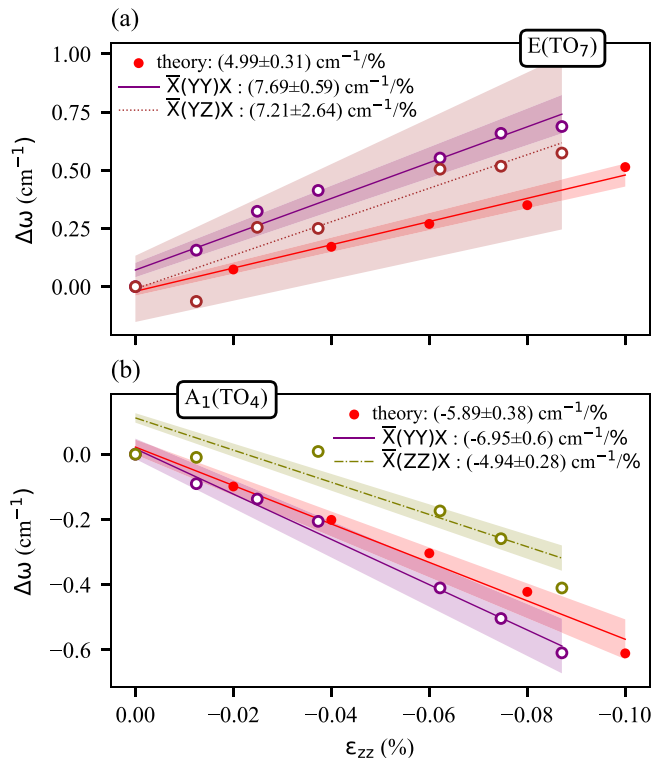 (a)
E(TO₇)
theory: (4.99±0.31) cm⁻¹/%
X̅(YY)X : (7.69±0.59) cm⁻¹/%
X̅(YZ)X : (7.21±2.64) cm⁻¹/%
1.00
0.75
0.50
0.25
0.00
Δω (cm⁻¹)
(b)
A₁(TO₄)
theory: (-5.89±0.38) cm⁻¹/%
X̅(YY)X : (-6.95±0.6) cm⁻¹/%
X̅(ZZ)X : (-4.94±0.28) cm⁻¹/%
0.0
−0.2
−0.4
−0.6
Δω (cm⁻¹)
0.00 −0.02 −0.04 −0.06 −0.08 −0.10
ε_zz (%)